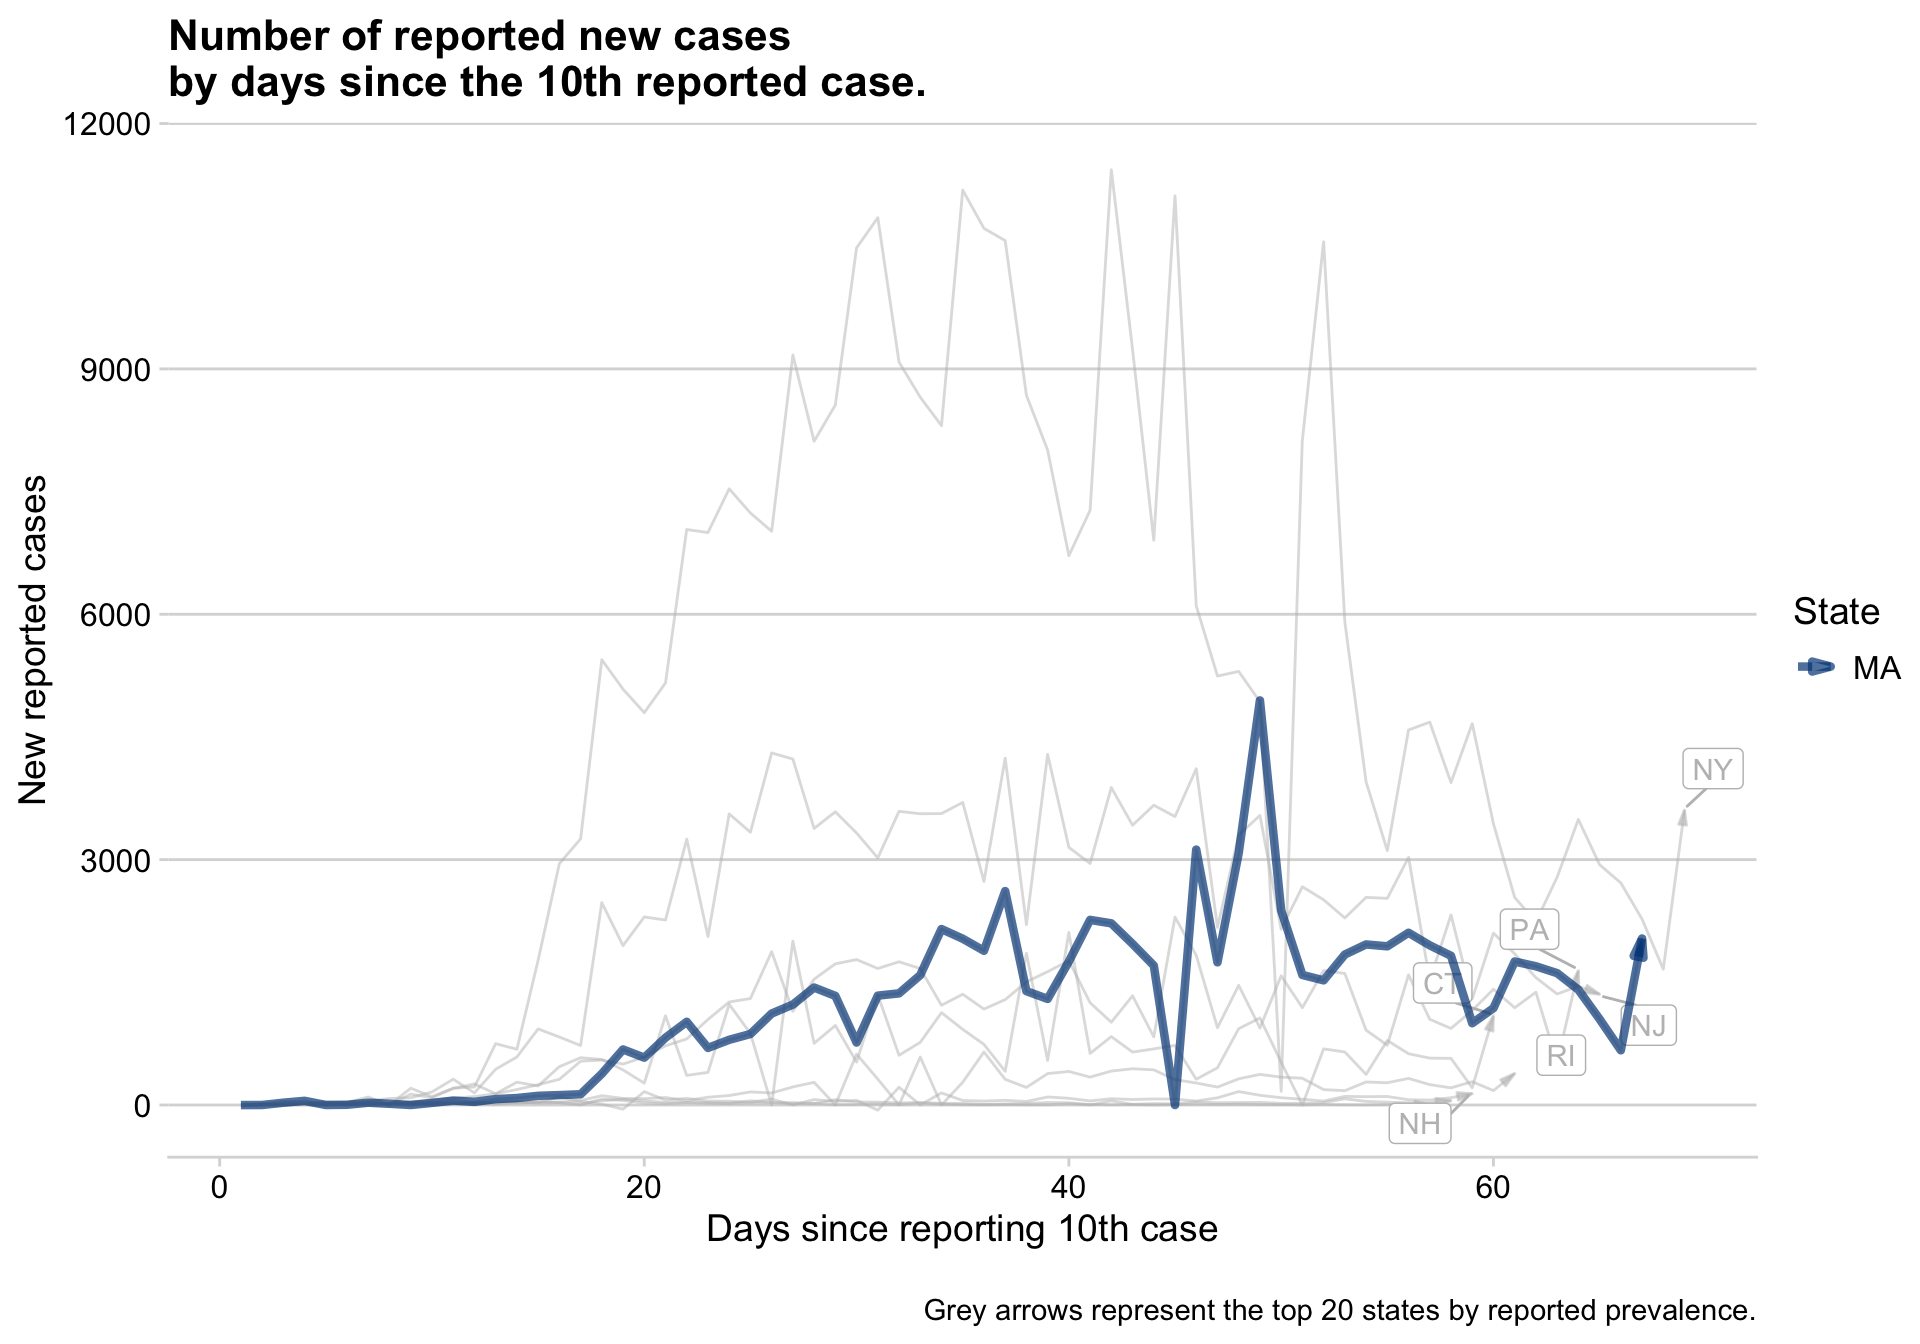 Number of reported new cases
by days since the 10th reported case.
12000
9000
6000
3000
0
New reported cases
NY
PA
CT
NJ
RI
NH
0 20 40 60
Days since reporting 10th case
State
MA
Grey arrows represent the top 20 states by reported prevalence.